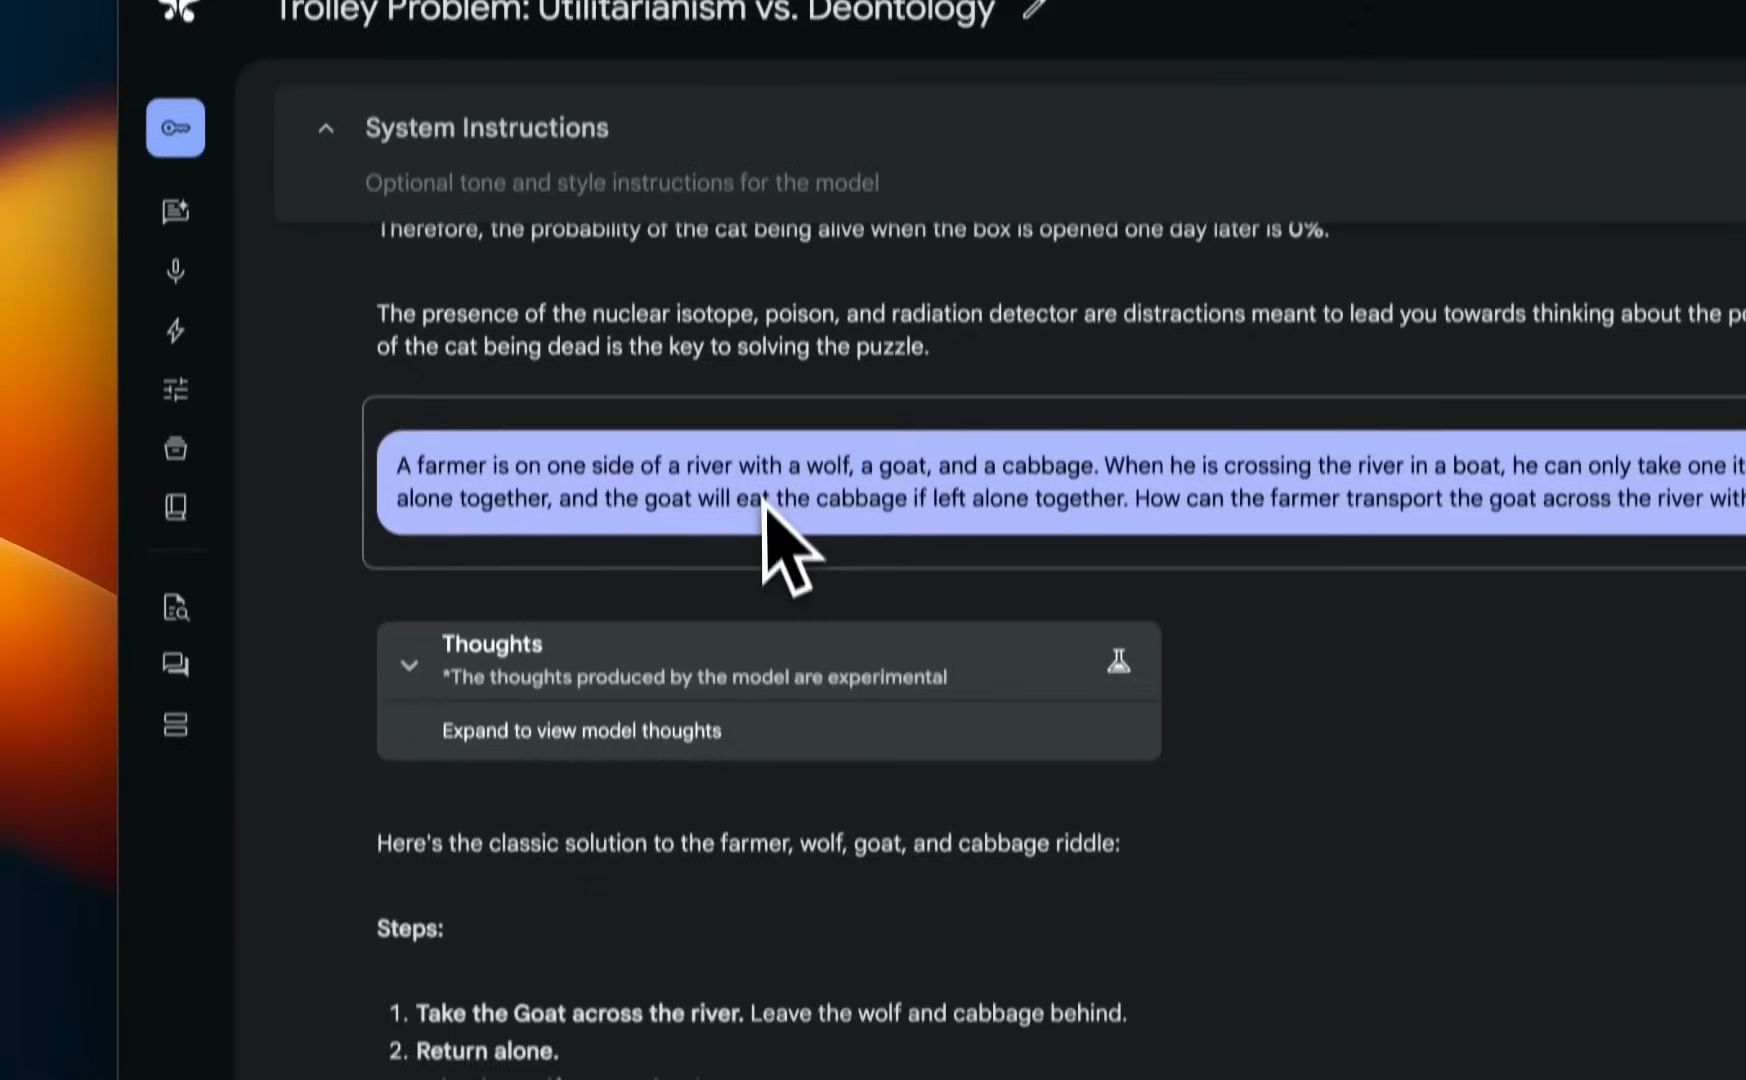 Trolley Problem: Utilitarianism vs. Deontology
System Instructions
Optional tone and style instructions for the model
Therefore, the probability of the cat being alive when the box is opened one day later is 0%.
The presence of the nuclear isotope, poison, and radiation detector are distractions meant to lead you towards thinking about the
of the cat being dead is the key to solving the puzzle.
A farmer is on one side of a river with a wolf, a goat, and a cabbage. When he is crossing the river in a boat, he can only take one
alone together, and the goat will eat the cabbage if left alone together. How can the farmer transport the goat across the river
Thoughts
*The thoughts produced by the model are experimental
Expand to view model thoughts
Here's the classic solution to the farmer, wolf, goat, and cabbage riddle:
Steps:
1. Take the Goat across the river. Leave the wolf and cabbage behind.
2. Return alone.